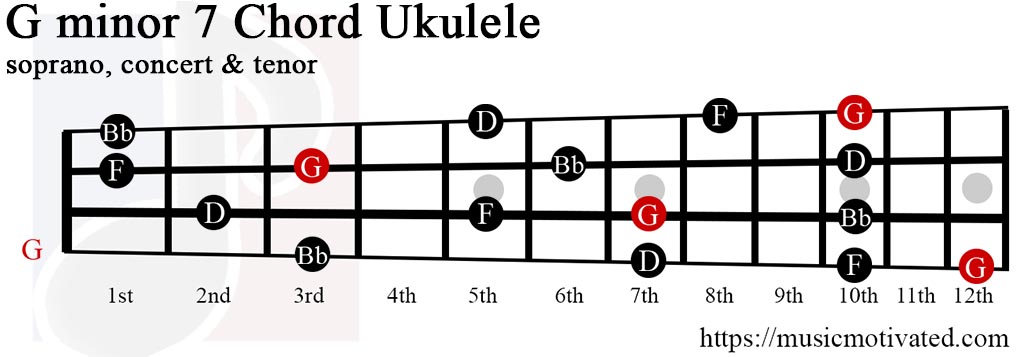 G minor 7 Chord Ukulele
soprano, concert & tenor
Bb D F G
F G Bb D
D F G Bb
G Bb D F G
1st 2nd 3rd 4th 5th 6th 7th 8th 9th 10th 11th 12th
https://musicmotivated.com